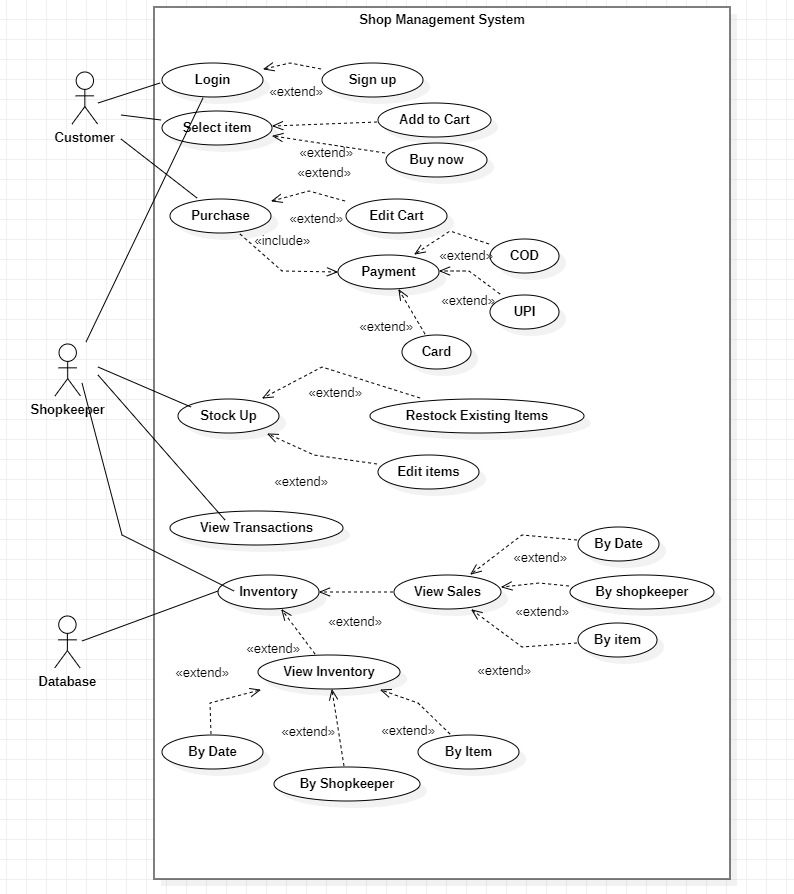 Shop Management System
Login
Sign up
«extend»
Customer
Select item
Add to Cart
«extend»
Buy now
«extend»
Purchase
Edit Cart
«extend»
«include»
Payment
«extend»
COD
«extend»
UPI
«extend»
Card
Shopkeeper
Stock Up
«extend»
Restock Existing Items
Edit items
«extend»
View Transactions
By Date
«extend»
Inventory
View Sales
By shopkeeper
«extend»
«extend»
By item
Database
«extend»
View Inventory
«extend»
«extend»
«extend»
«extend»
By Date
By Item
By Shopkeeper